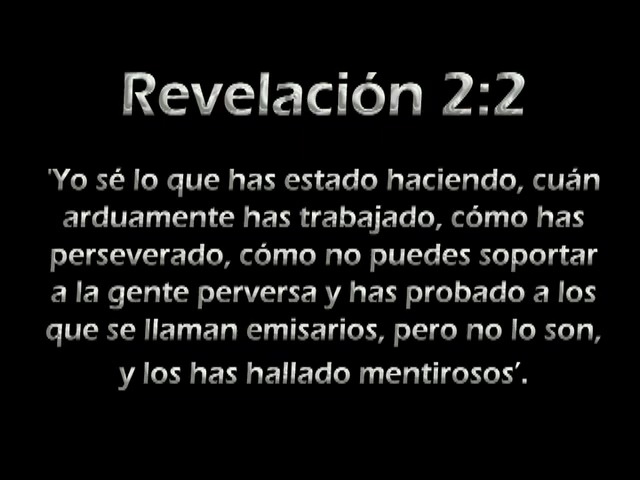 Revelación 2:2
'Yo sé lo que has estado haciendo, cuán
arduamente has trabajado, cómo has
perseverado, cómo no puedes soportar
a la gente perversa y has probado a los
que se llaman emisarios, pero no lo son,
y los has hallado mentirosos’.